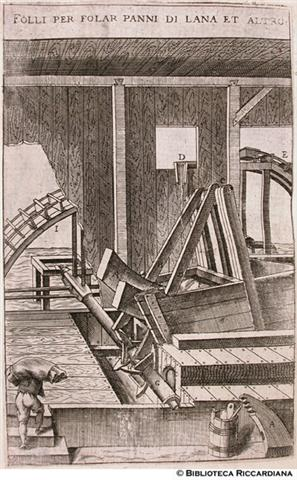 FOLLI PER FOLAR PANNI DI LANA ET ALTRO.
D
E
I
C
© BIBLIOTECA RICCARDIANA